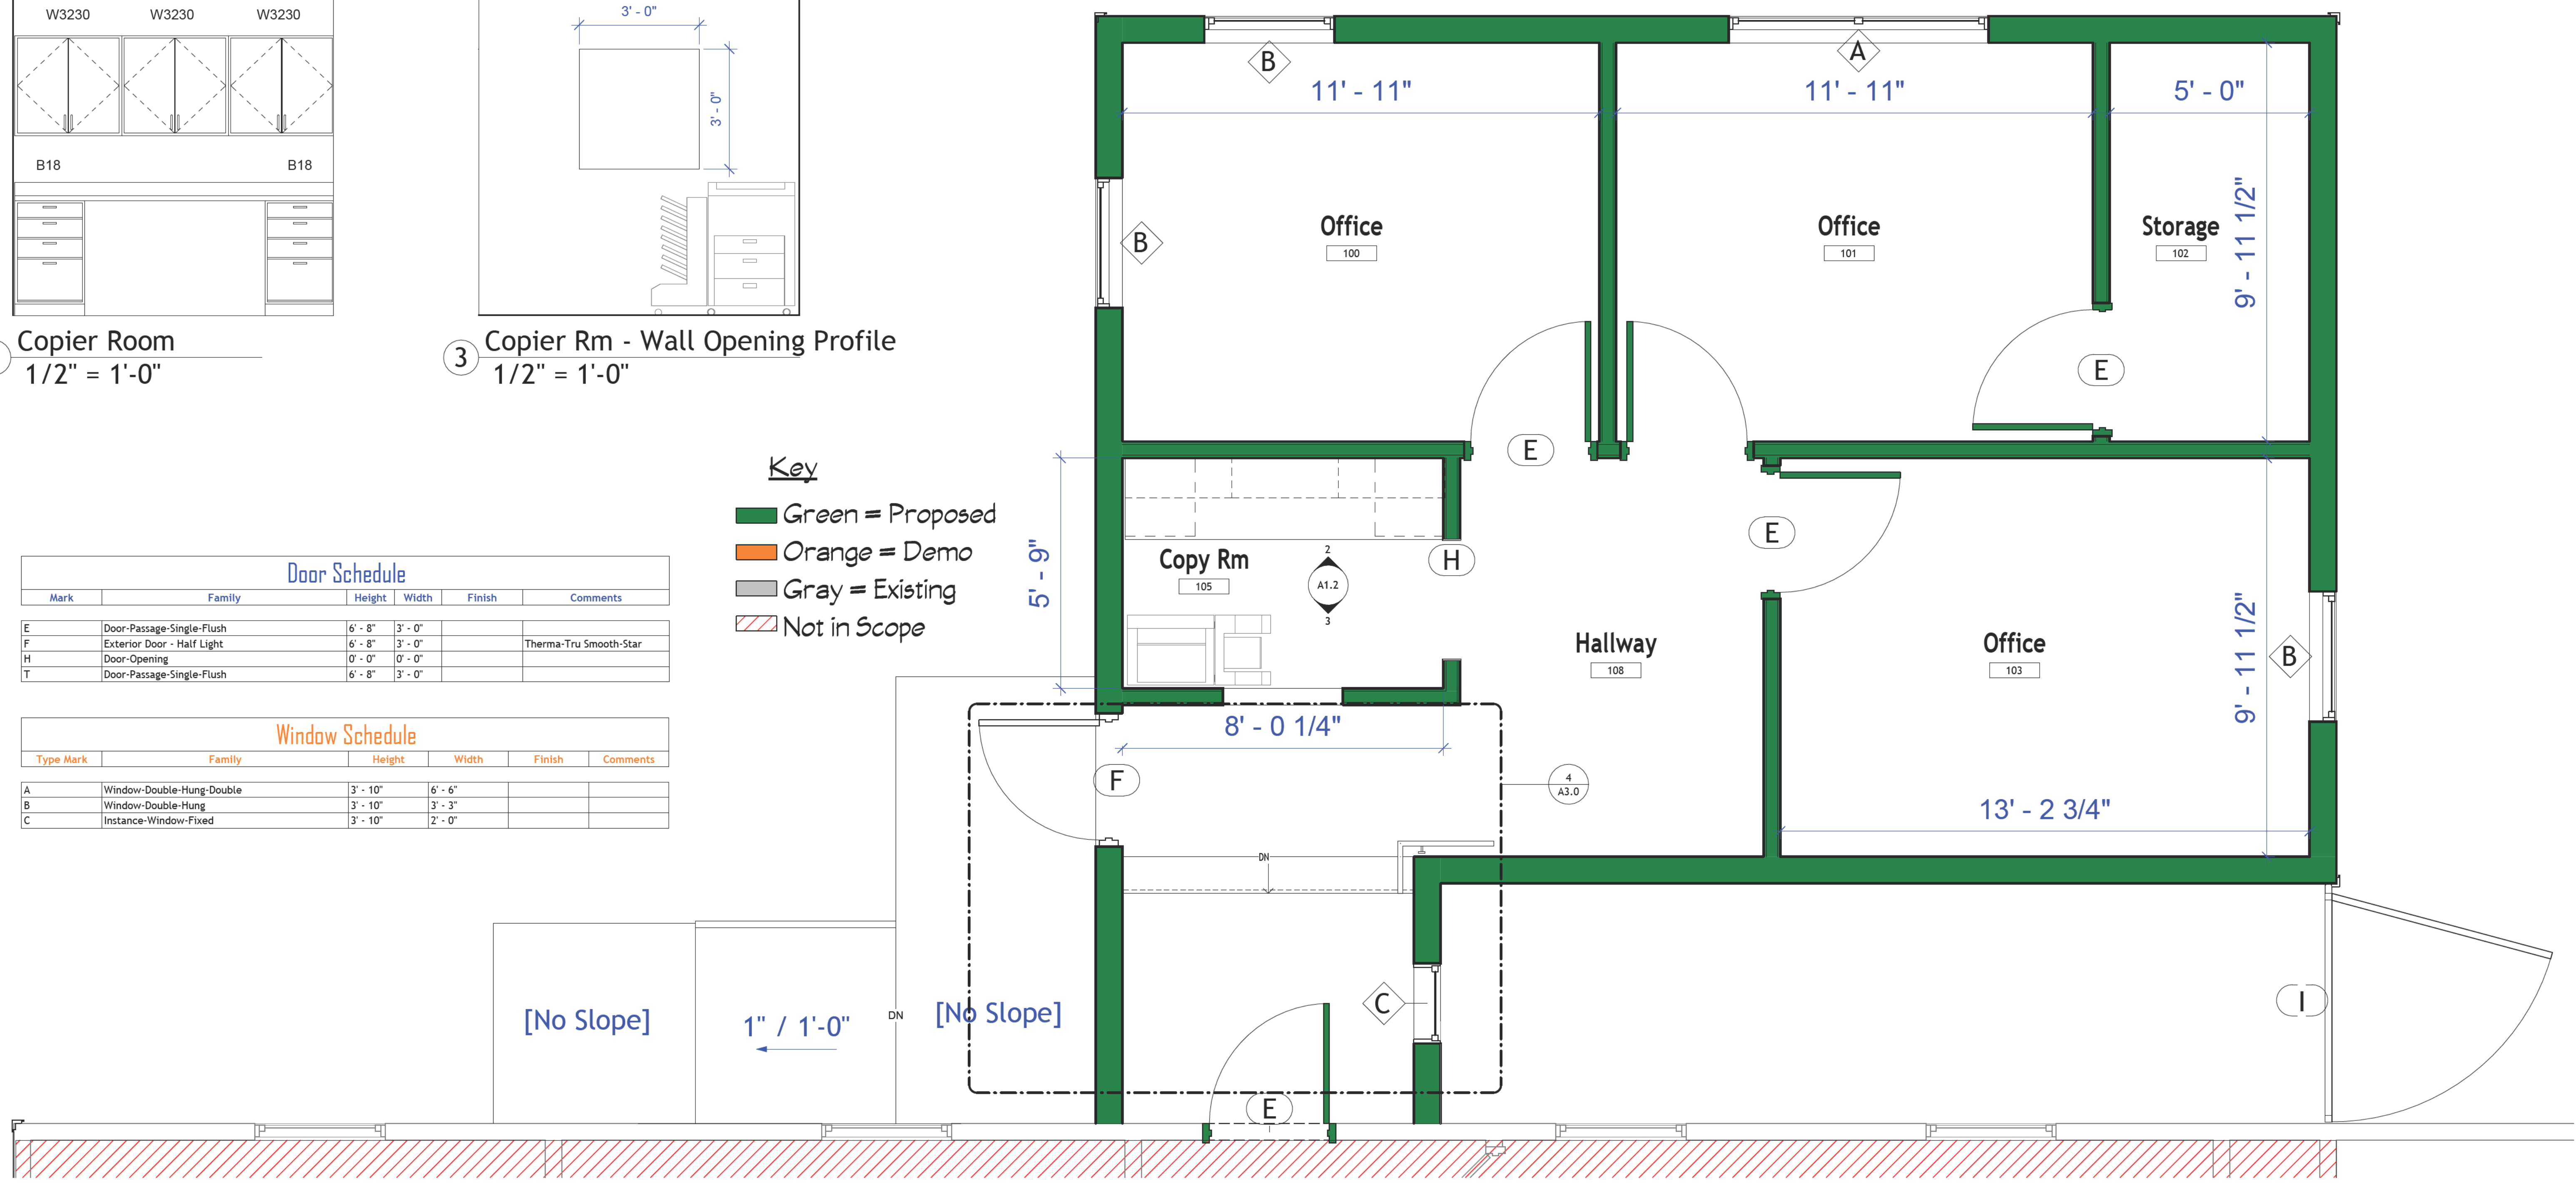 W3230 W3230 W3230
B18 B18
Copier Room
1/2" = 1'-0"
3' - 0"
3' - 0"
3 Copier Rm - Wall Opening Profile
1/2" = 1'-0"
Key
Green = Proposed
Orange = Demo
Gray = Existing
Not in Scope
Door Schedule
Mark Family Height Width Finish Comments
E Door-Passage-Single-Flush 6' - 8" 3' - 0"
F Exterior Door - Half Light 6' - 8" 3' - 0" Therma-Tru Smooth-Star
H Door-Opening 0' - 0" 0' - 0"
T Door-Passage-Single-Flush 6' - 8" 3' - 0"
Window Schedule
Type Mark Family Height Width Finish Comments
A Window-Double-Hung-Double 3' - 10" 6' - 6"
B Window-Double-Hung 3' - 10" 3' - 3"
C Instance-Window-Fixed 3' - 10" 2' - 0"
B
A
11' - 11"
11' - 11"
5' - 0"
B
Office
100
Office
101
Storage
102
9' - 11 1/2"
E
E
5' - 9"
Copy Rm
105
2
A1.2
3
H
E
Hallway
108
Office
103
9' - 11 1/2"
B
8' - 0 1/4"
F
4
A3.0
13' - 2 3/4"
DN
C
I
[No Slope]
1" / 1'-0"
DN
[No Slope]
E